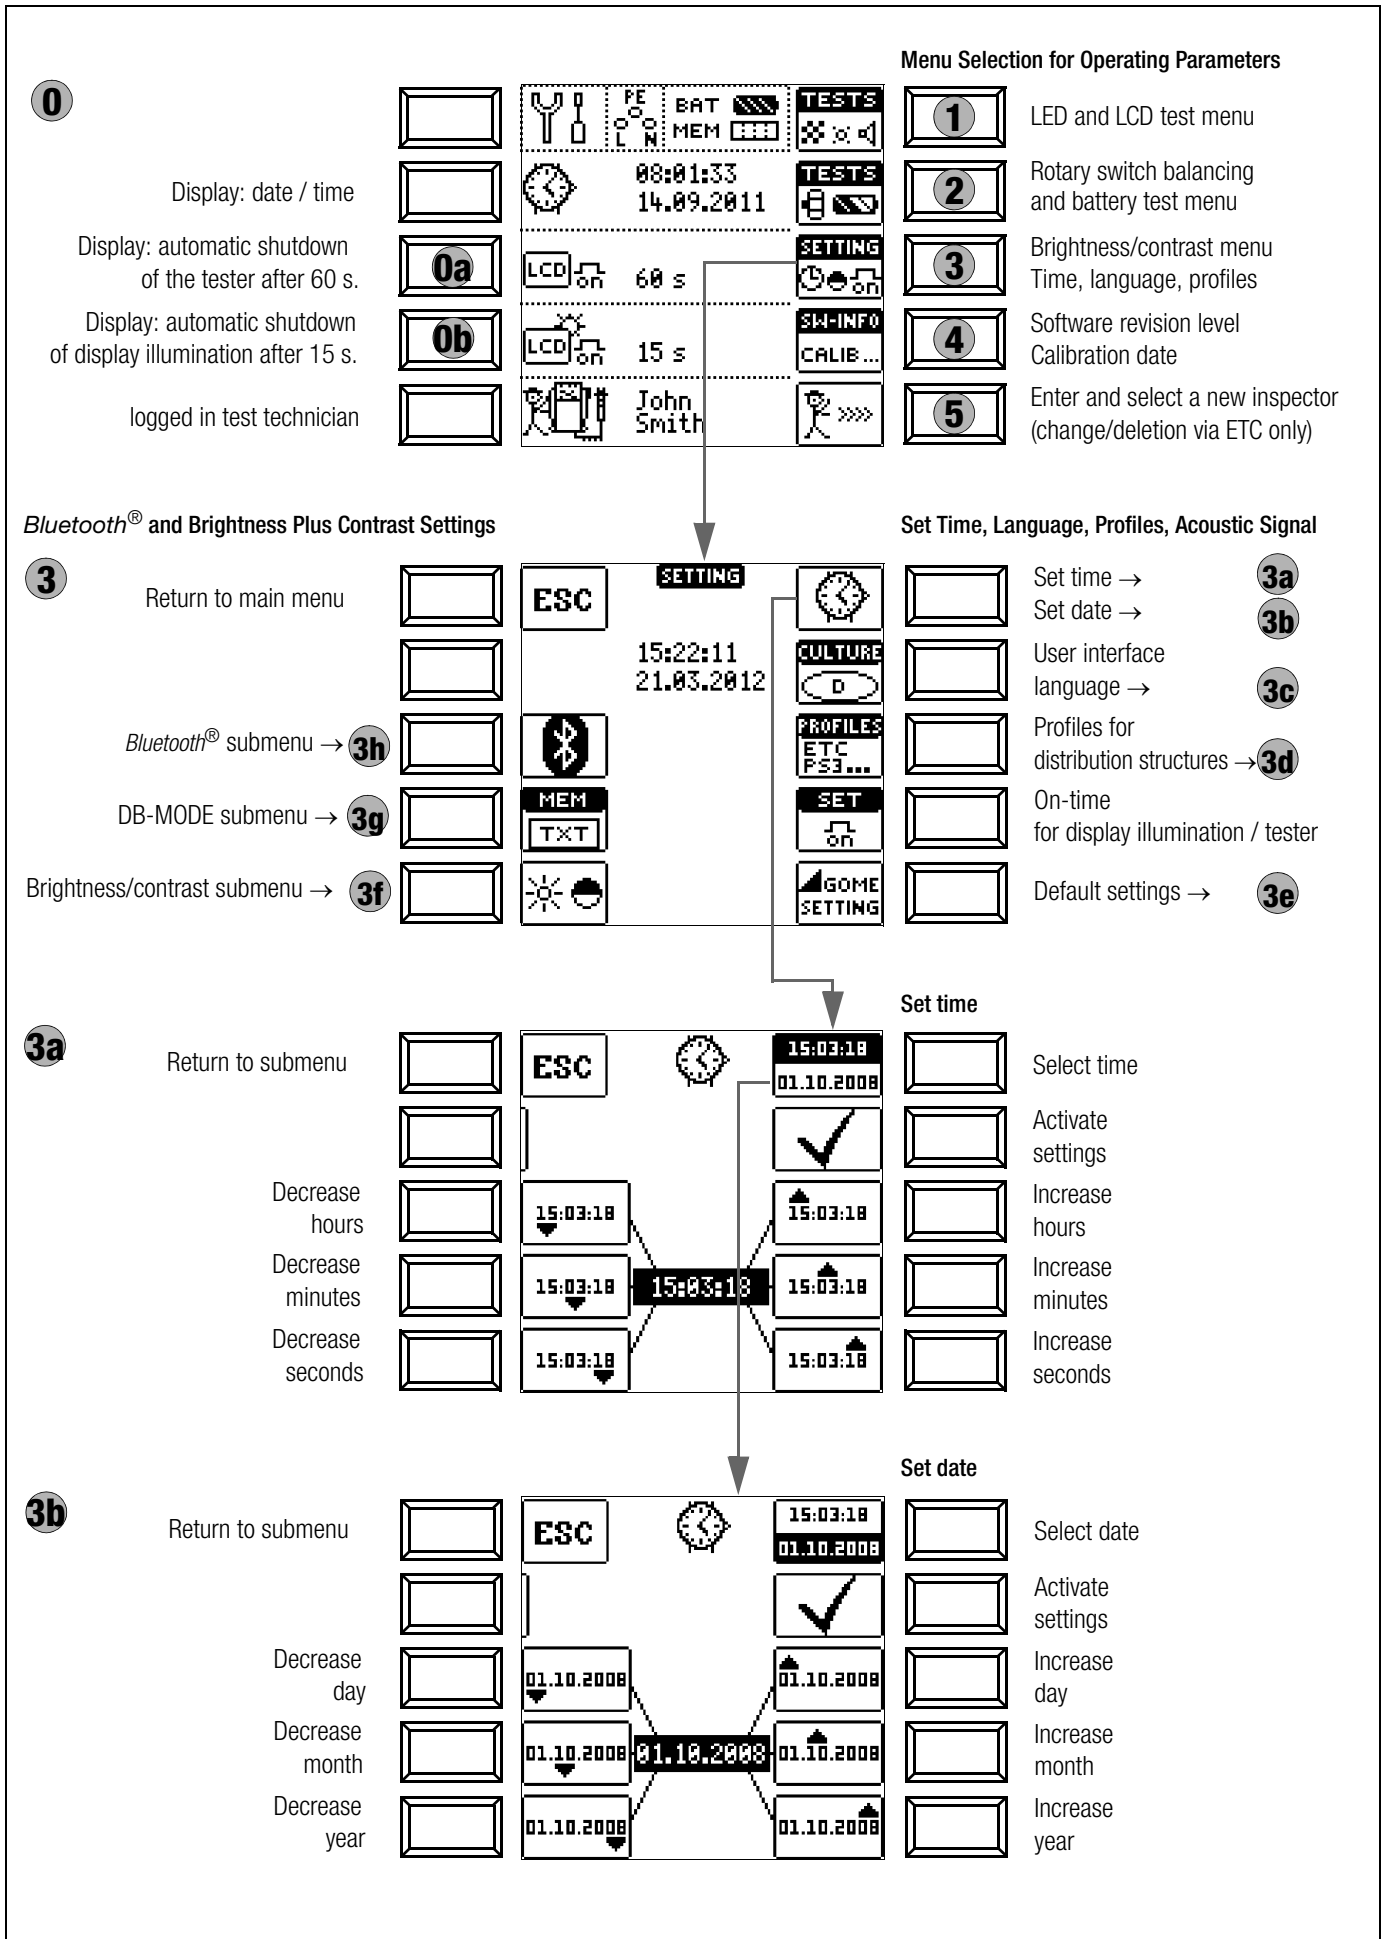 Menu Selection for Operating Parameters
0
PE
L N
BAT
MEM
TESTS
1
LED and LCD test menu
Display: date / time
08:01:33
14.09.2011
TESTS
2
Rotary switch balancing
and battery test menu
Display: automatic shutdown
of the tester after 60 s.
0a
LCD
on
60 s
SETTING
on
3
Brightness/contrast menu
Time, language, profiles
Display: automatic shutdown
of display illumination after 15 s.
0b
LCD
on
15 s
SW-INFO
CALIB...
4
Software revision level
Calibration date
logged in test technician
John
Smith
»»»
5
Enter and select a new inspector
(change/deletion via ETC only)
Bluetooth® and Brightness Plus Contrast Settings
Set Time, Language, Profiles, Acoustic Signal
3
Return to main menu
ESC
SETTING
Set time → 3a
Set date → 3b
15:22:11
21.03.2012
CULTURE
D
User interface
language → 3c
Bluetooth® submenu → 3h
PROFILES
ETC
PS3...
Profiles for
distribution structures → 3d
DB-MODE submenu → 3g
MEM
TXT
SET
on
On-time
for display illumination / tester
Brightness/contrast submenu → 3f
GOME
SETTING
Default settings → 3e
Set time
3a
Return to submenu
ESC
15:03:18
01.10.2008
Select time
Activate
settings
Decrease
hours
15:03:18
15:03:18
Increase
hours
Decrease
minutes
15:03:18
15:03:18
15:03:18
Increase
minutes
Decrease
seconds
15:03:18
15:03:18
Increase
seconds
Set date
3b
Return to submenu
ESC
15:03:18
01.10.2008
Select date
Activate
settings
Decrease
day
01.10.2008
01.10.2008
Increase
day
Decrease
month
01.10.2008
01.10.2008
01.10.2008
Increase
month
Decrease
year
01.10.2008
01.10.2008
Increase
year